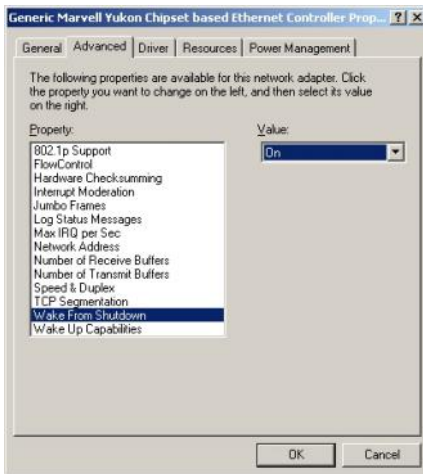 Generic Marvell Yukon Chipset based Ethernet Controller Prop...
General Advanced Driver Resources Power Management
The following properties are available for this network adapter. Click
the property you want to change on the left, and then select its value
on the right.
Property:
Value:
802.1p Support
FlowControl
Hardware Checksumming
Interrupt Moderation
Jumbo Frames
Log Status Messages
Max IRQ per Sec
Network Address
Number of Receive Buffers
Number of Transmit Buffers
Speed & Duplex
TCP Segmentation
Wake From Shutdown
Wake Up Capabilities
On
OK Cancel